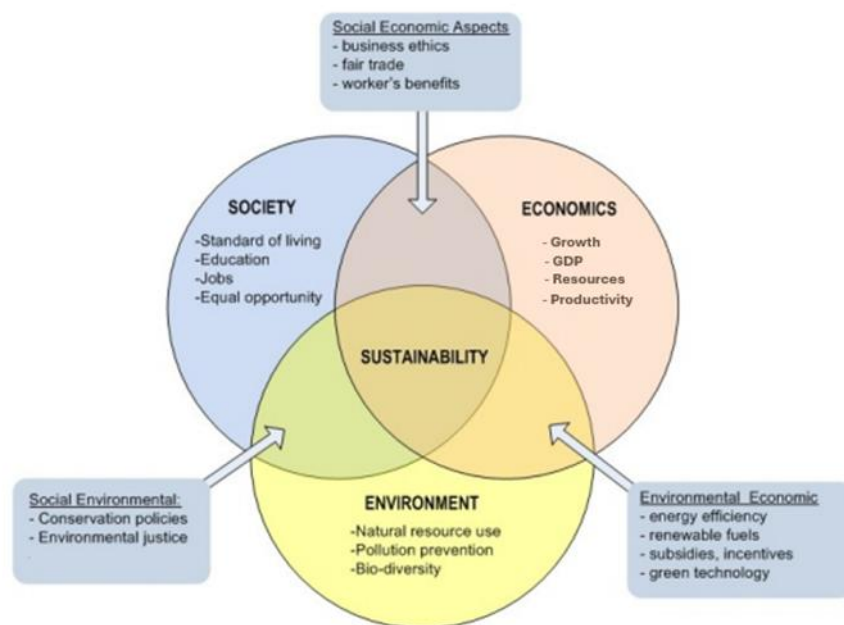 Social Economic Aspects
- business ethics
- fair trade
- worker's benefits
SOCIETY
-Standard of living
-Education
-Jobs
-Equal opportunity
ECONOMICS
- Growth
- GDP
- Resources
- Productivity
SUSTAINABILITY
Social Environmental:
- Conservation policies
- Environmental justice
ENVIRONMENT
-Natural resource use
-Pollution prevention
-Bio-diversity
Environmental Economic
- energy efficiency
- renewable fuels
- subsidies, incentives
- green technology